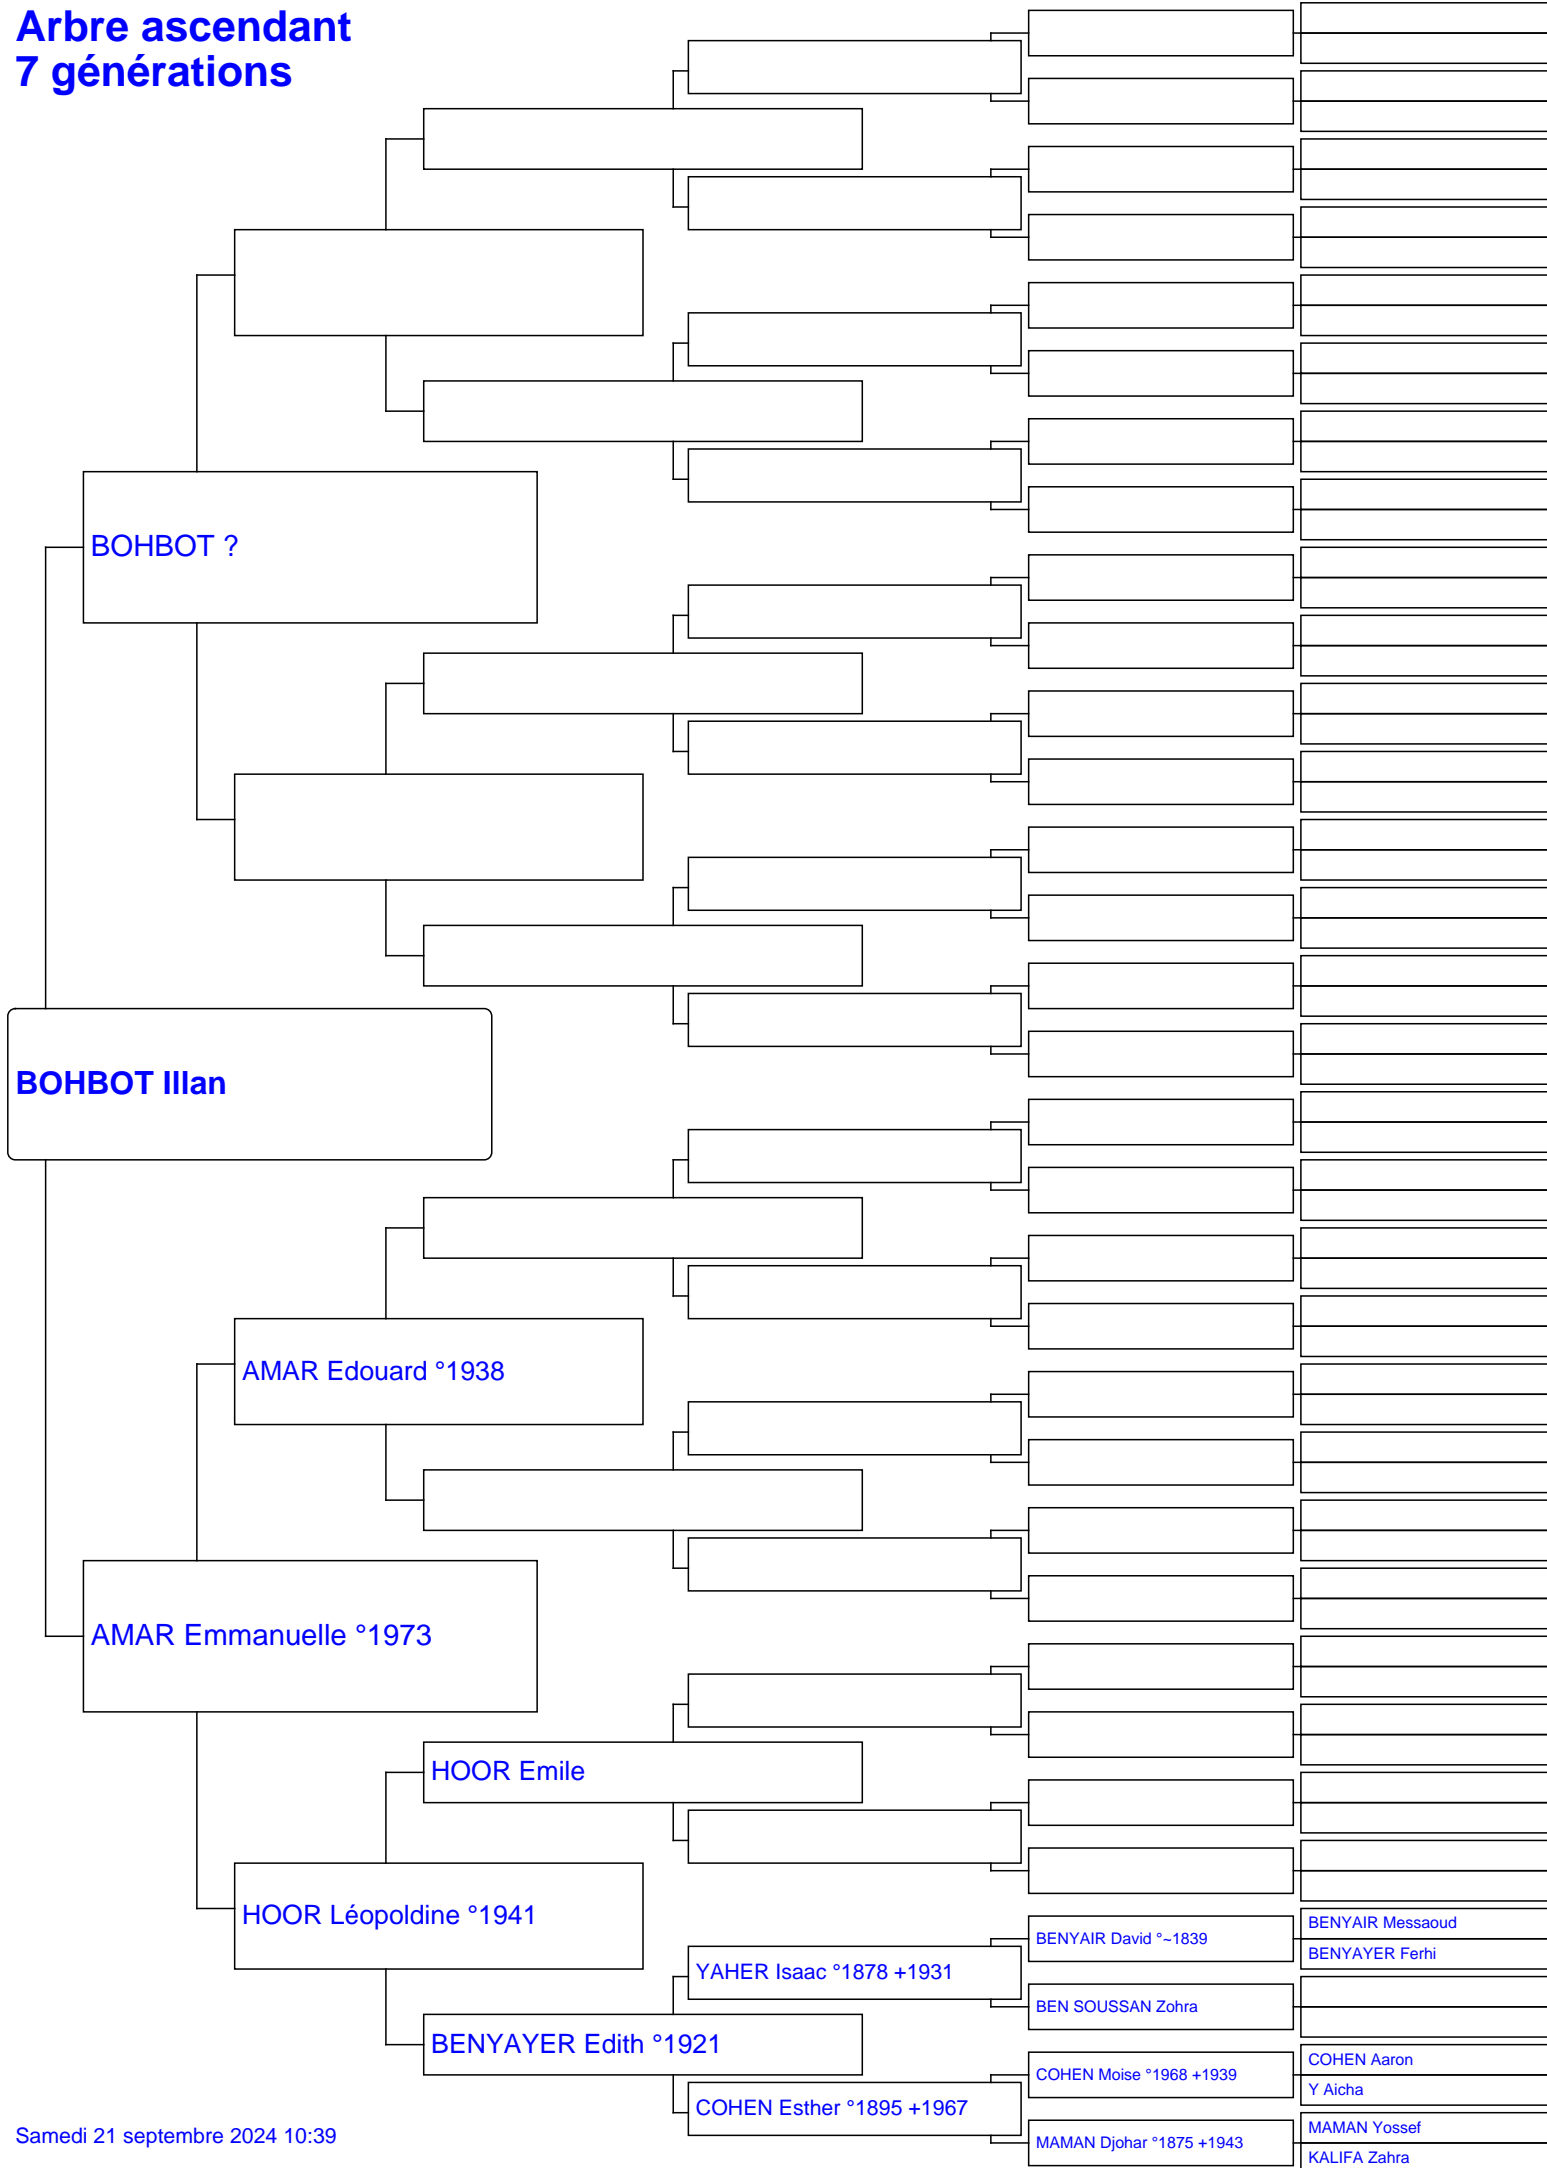 Arbre ascendant
7 générations
BOHBOT ?
BOHBOT Illan
AMAR Edouard °1938
AMAR Emmanuelle °1973
HOOR Emile
HOOR Léopoldine °1941
BENYAIR Messaoud
BENYAIR David °~1839
BENYAYER Ferhi
YAHER Isaac °1878 +1931
BEN SOUSSAN Zohra
BENYAYER Edith °1921
COHEN Aaron
COHEN Moise °1968 +1939
Y Aicha
COHEN Esther °1895 +1967
MAMAN Yossef
MAMAN Djohar °1875 +1943
KALIFA Zahra
Samedi 21 septembre 2024 10:39